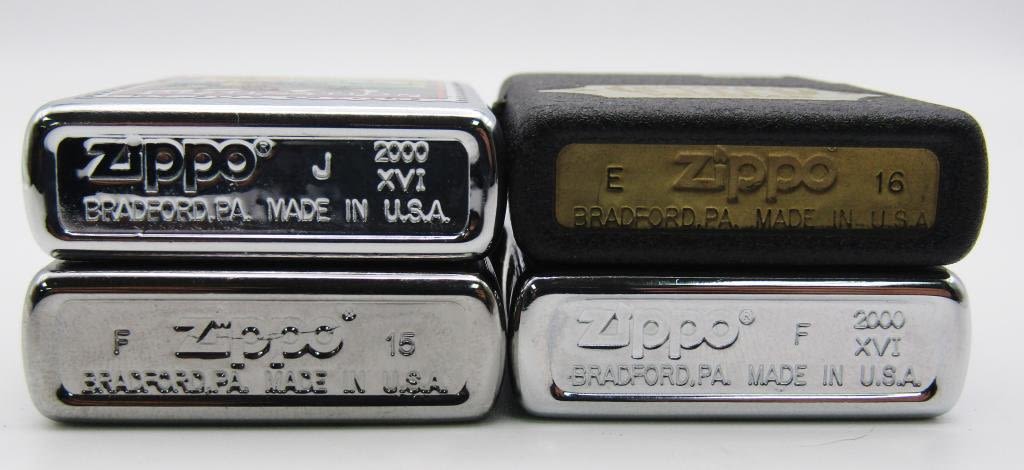 Zippo® J 2000
XVI
BRADFORD,PA. MADE IN U.S.A.
E Zippo 16
BRADFORD,PA. MADE IN U.S.A
F Zippo® 15
BRADFORD,PA. MADE IN U.S.A.
Zippo® F 2000
XVI
BRADFORD,PA. MADE IN U.S.A.